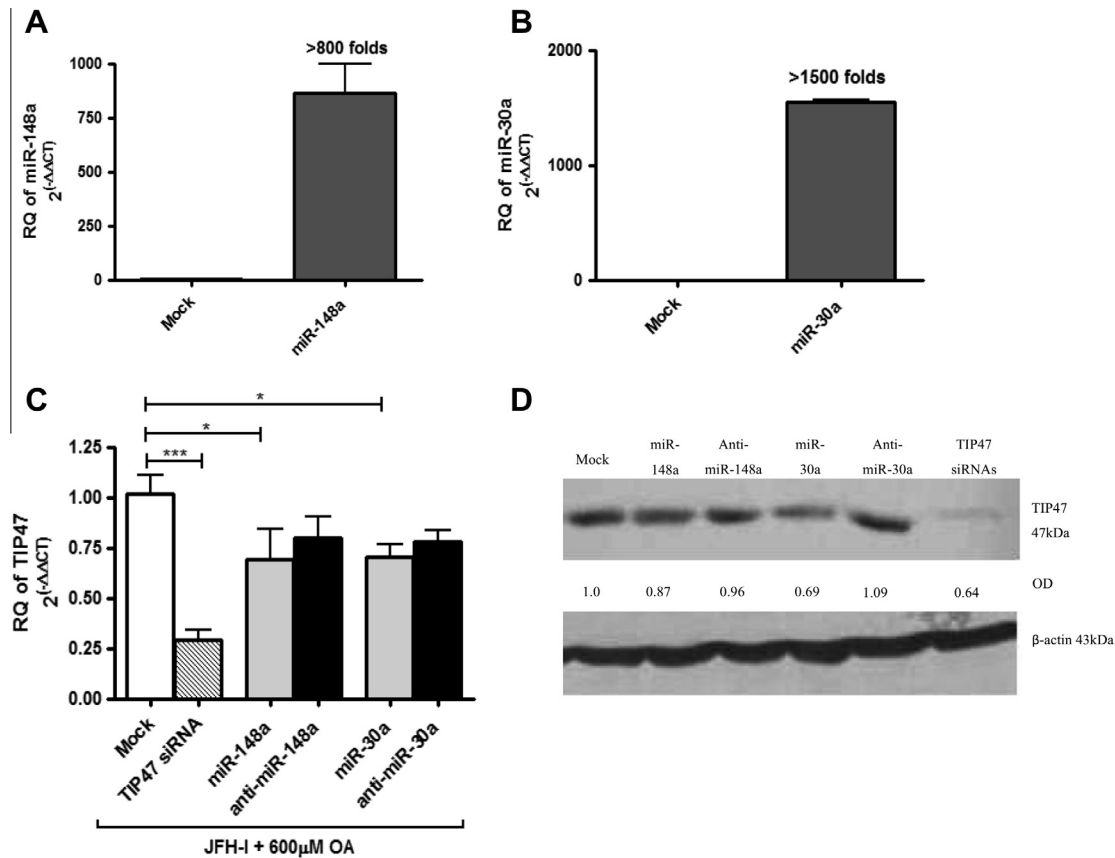 A
>800 folds
RQ of miR-148a
2(-ΔΔCT)
1000
750
500
250
0
Mock
miR-148a
B
>1500 folds
RQ of miR-30a
2(-ΔΔCT)
2000
1000
0
Mock
miR-30a
C
*
*
***
RQ of TIP47
2(-ΔΔCT)
1.25
1.00
0.75
0.50
0.25
0.00
Mock
TIP47 siRNA
miR-148a
anti-miR-148a
miR-30a
anti-miR-30a
JFH-I + 600µM OA
D
Mock
miR-
148a
Anti-
miR-148a
miR-
30a
Anti-
miR-30a
TIP47
siRNAs
TIP47
47kDa
1.0 0.87 0.96 0.69 1.09 0.64
OD
β-actin 43kDa